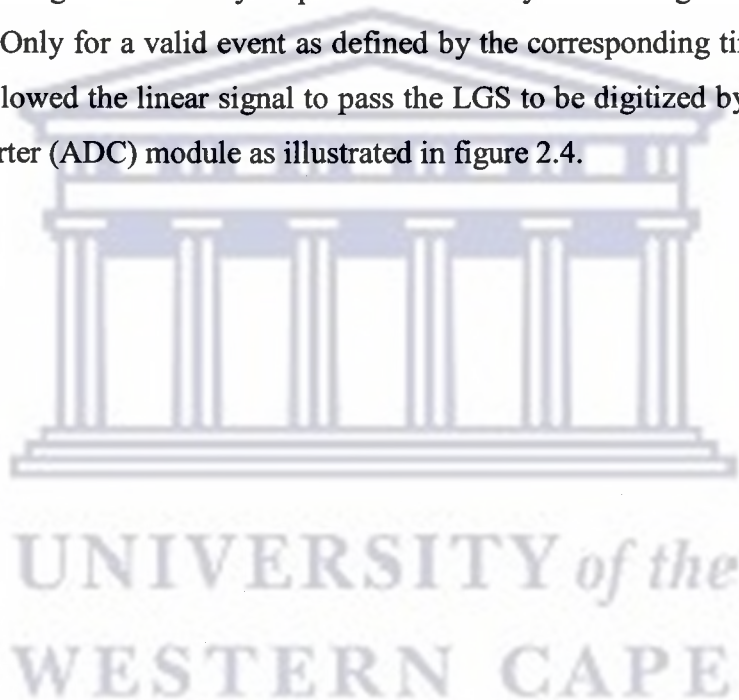 Only for a valid event as defined by the corresponding
lowed the linear signal to pass the LGS to be digitized by
rter (ADC) module as illustrated in figure 2.4.
UNIVERSITY of the
WESTERN CAPE